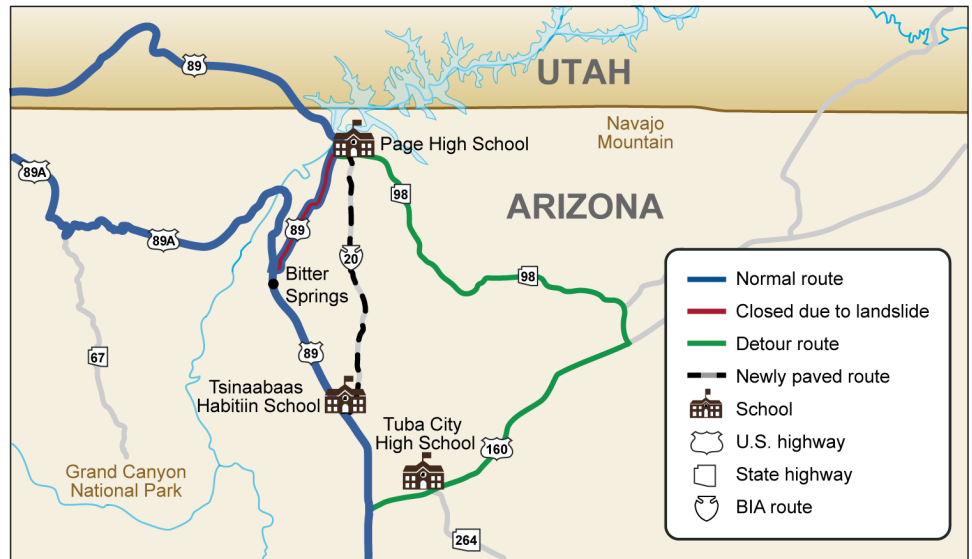 89
UTAH
Navajo
Mountain
Page High School
89A
98
ARIZONA
89A
89
20
98
Bitter
Springs
67
89
Tsinaabaas
Habitiin School
Tuba City
High School
160
Grand Canyon
National Park
264
Normal route
Closed due to landslide
Detour route
Newly paved route
School
U.S. highway
State highway
BIA route